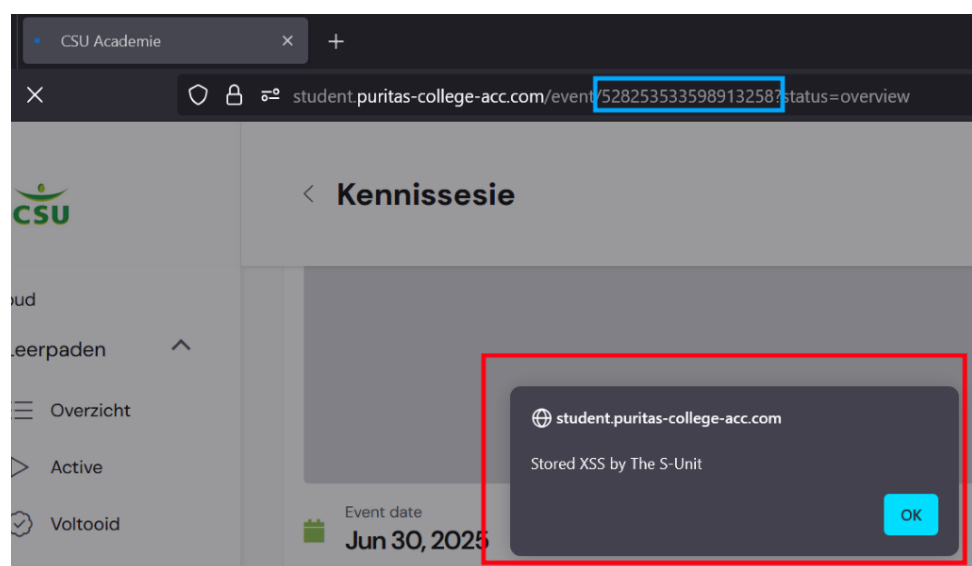 CSU Academie
student.puritas-college-acc.com/event/528253533598913258?status=overview
CSU
Kennissesie
oud
Leerpaden
Overzicht
Active
Voltooid
student.puritas-college-acc.com
Stored XSS by The S-Unit
OK
Event date
Jun 30, 2025